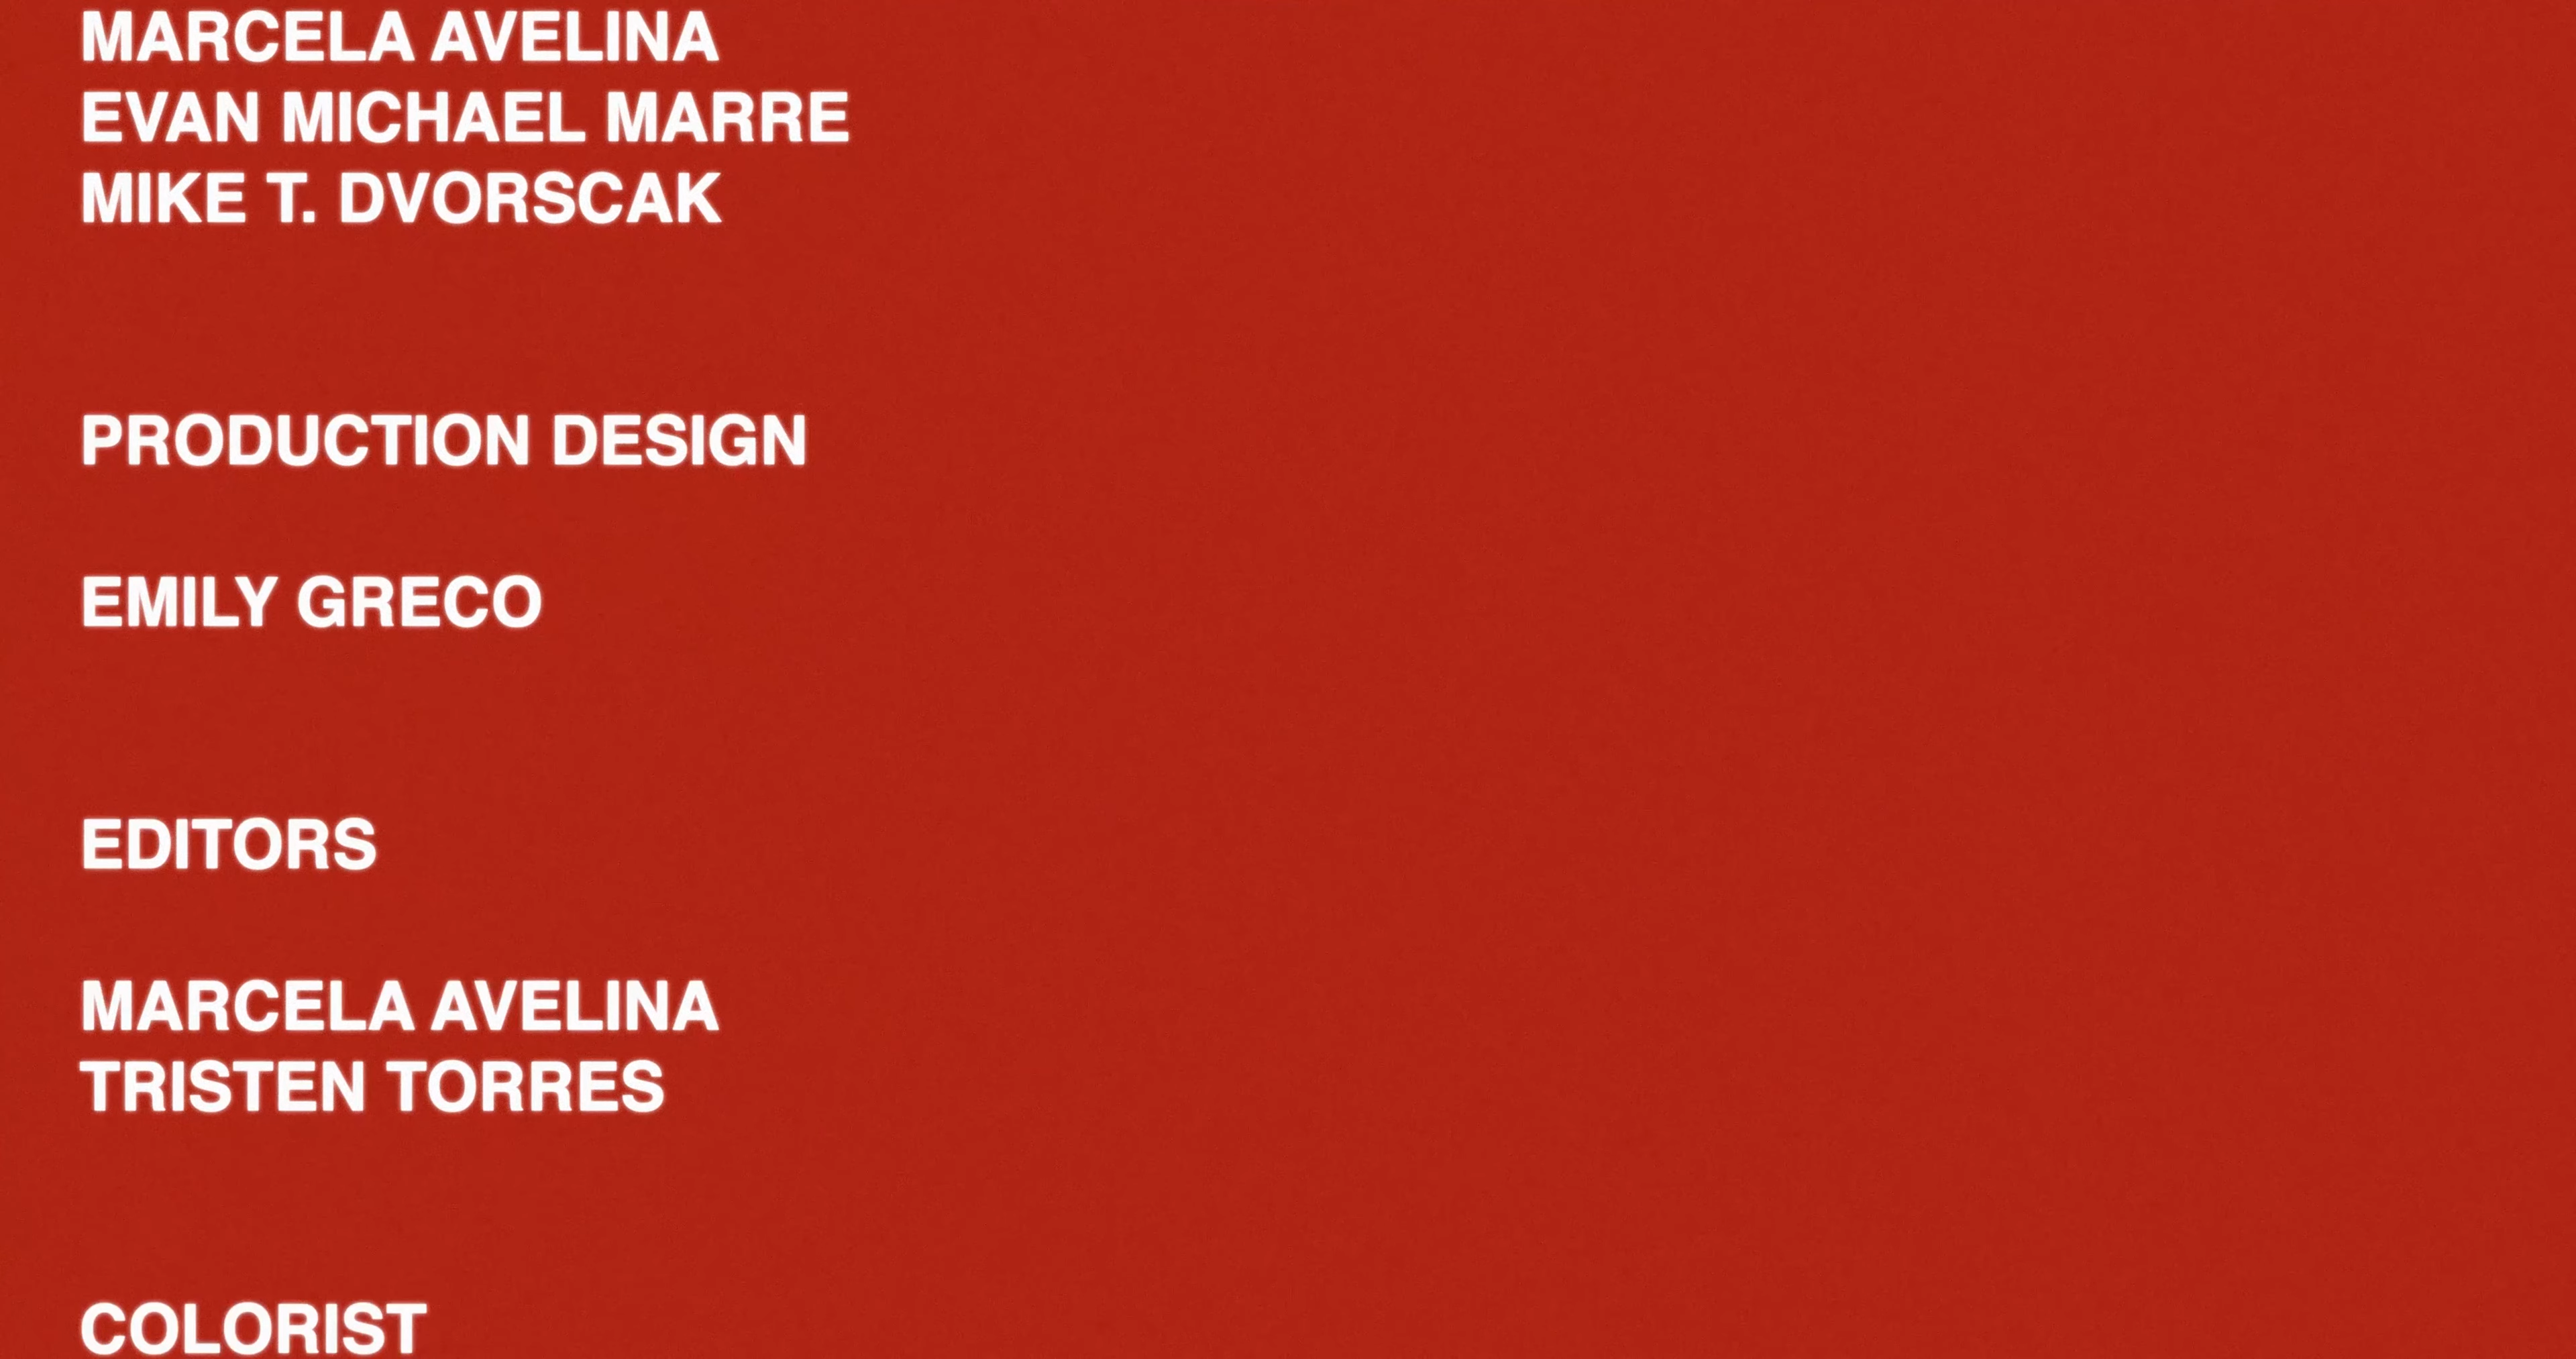 MARCELA AVELINA
EVAN MICHAEL MARRE
MIKE T. DVORSCAK
PRODUCTION DESIGN
EMILY GRECO
EDITORS
MARCELA AVELINA
TRISTEN TORRES
COLORIST